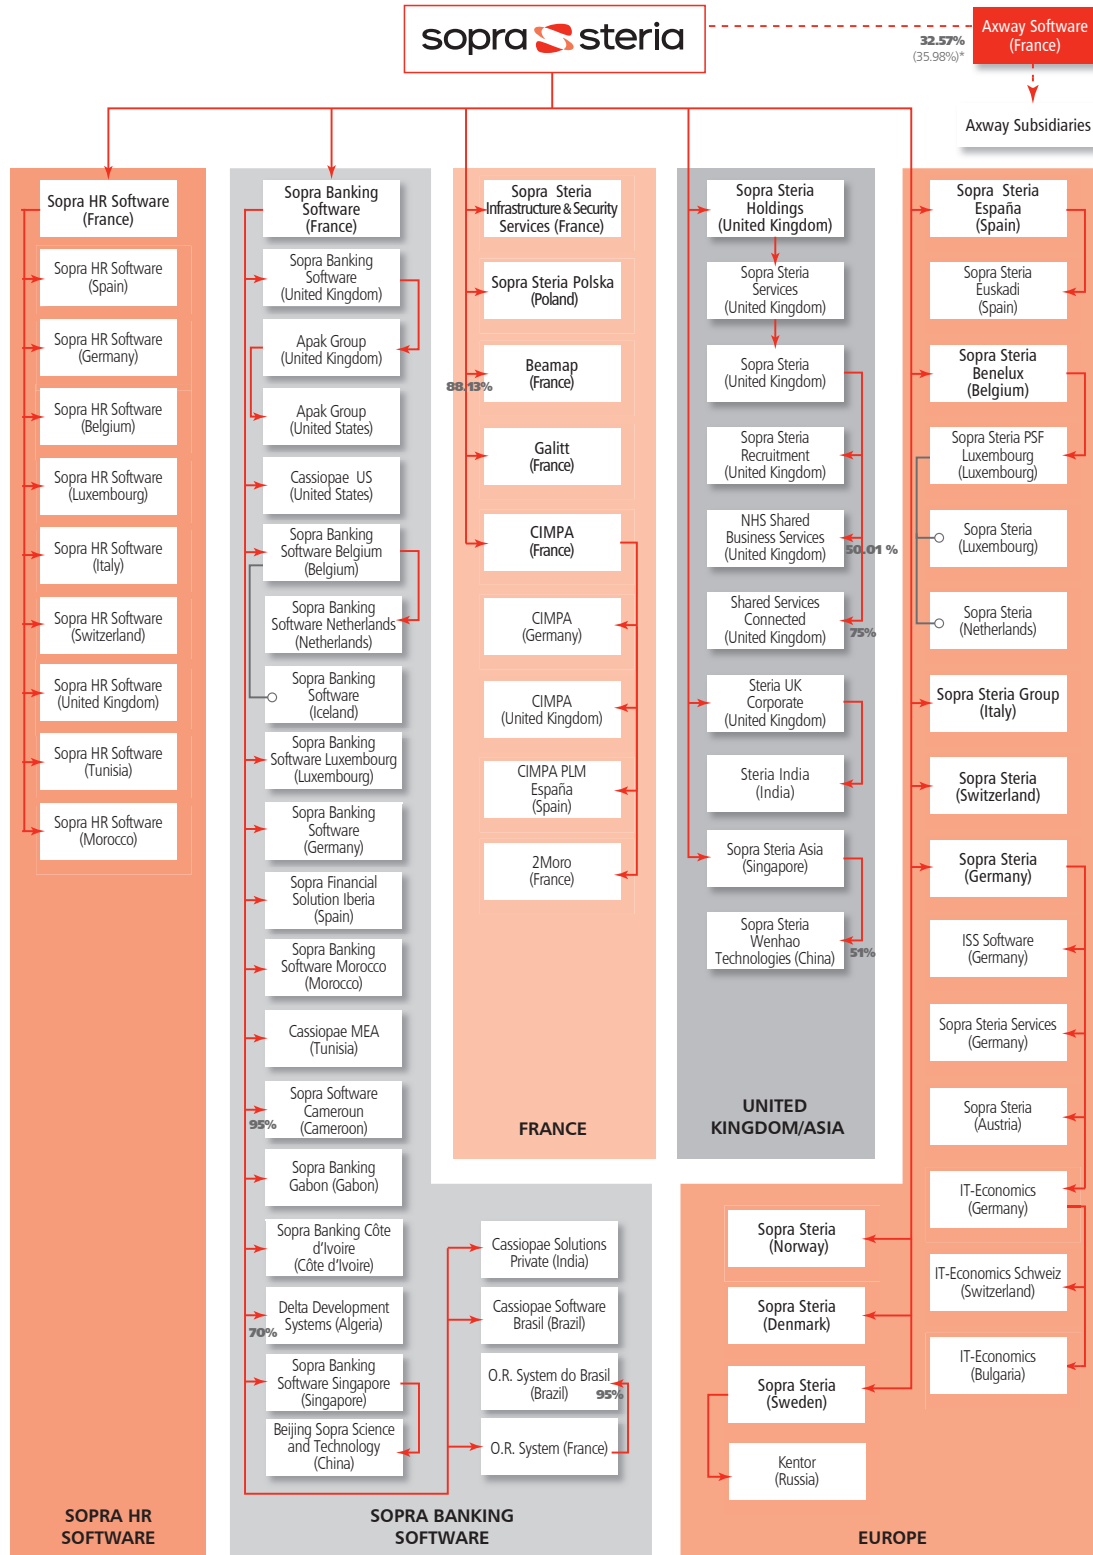 sopra steria
32.57%
(35.98%)*
Axway Software
(France)
Axway Subsidiaries
Sopra HR Software
(France)
Sopra HR Software
(Spain)
Sopra HR Software
(Germany)
Sopra HR Software
(Belgium)
Sopra HR Software
(Luxembourg)
Sopra HR Software
(Italy)
Sopra HR Software
(Switzerland)
Sopra HR Software
(United Kingdom)
Sopra HR Software
(Tunisia)
Sopra HR Software
(Morocco)
SOPRA HR
SOFTWARE
Sopra Banking
Software
(France)
Sopra Banking
Software
(United Kingdom)
Apak Group
(United Kingdom)
Apak Group
(United States)
Cassiopae US
(United States)
Sopra Banking
Software Belgium
(Belgium)
Sopra Banking
Software Netherlands
(Netherlands)
Sopra Banking
Software
(Iceland)
Sopra Banking
Software Luxembourg
(Luxembourg)
Sopra Banking
Software
(Germany)
Sopra Financial
Solution Iberia
(Spain)
Sopra Banking
Software Morocco
(Morocco)
Cassiopae MEA
(Tunisia)
Sopra Software
Cameroun
(Cameroon)
95%
Sopra Banking
Gabon (Gabon)
Sopra Banking Côte
d'Ivoire
(Côte d'Ivoire)
Delta Development
Systems (Algeria)
70%
Sopra Banking
Software Singapore
(Singapore)
Beijing Sopra Science
and Technology
(China)
Cassiopae Solutions
Private (India)
Cassiopae Software
Brasil (Brazil)
O.R. System do Brasil
(Brazil)
95%
O.R. System (France)
SOPRA BANKING
SOFTWARE
Sopra Steria
Infrastructure & Security
Services (France)
Sopra Steria Polska
(Poland)
Beamap
(France)
88.13%
Galitt
(France)
CIMPA
(France)
CIMPA
(Germany)
CIMPA
(United Kingdom)
CIMPA PLM
España
(Spain)
2Moro
(France)
FRANCE
Sopra Steria
Holdings
(United Kingdom)
Sopra Steria
Services
(United Kingdom)
Sopra Steria
(United Kingdom)
Sopra Steria
Recruitment
(United Kingdom)
NHS Shared
Business Services
(United Kingdom)
50.01 %
Shared Services
Connected
(United Kingdom)
75%
Steria UK
Corporate
(United Kingdom)
Steria India
(India)
Sopra Steria Asia
(Singapore)
Sopra Steria
Wenhao
Technologies (China)
51%
UNITED
KINGDOM/ASIA
Sopra Steria
España
(Spain)
Sopra Steria
Euskadi
(Spain)
Sopra Steria
Benelux
(Belgium)
Sopra Steria PSF
Luxembourg
(Luxembourg)
Sopra Steria
(Luxembourg)
Sopra Steria
(Netherlands)
Sopra Steria Group
(Italy)
Sopra Steria
(Switzerland)
Sopra Steria
(Germany)
ISS Software
(Germany)
Sopra Steria Services
(Germany)
Sopra Steria
(Austria)
IT-Economics
(Germany)
IT-Economics Schweiz
(Switzerland)
IT-Economics
(Bulgaria)
Sopra Steria
(Norway)
Sopra Steria
(Denmark)
Sopra Steria
(Sweden)
Kentor
(Russia)
EUROPE